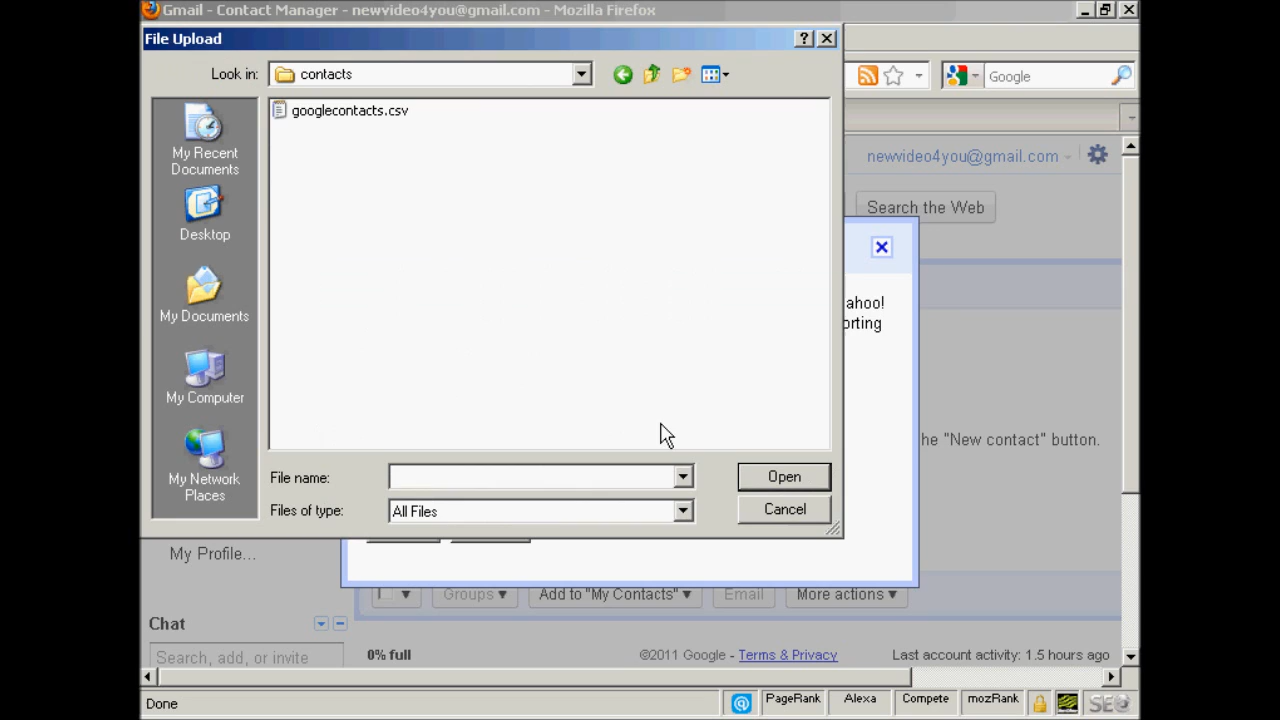 Gmail - Contact Manager - newvideo4you@gmail.com - Mozilla Firefox
File Upload
Look in: contacts
Google
googlecontacts.csv
My Recent
Documents
newvideo4you@gmail.com
Search the Web
Desktop
ahoo!
orting
My Documents
My Computer
he "New contact" button.
My Network
Places
File name:
Open
Files of type: All Files
Cancel
My Profile...
Groups
Add to "My Contacts"
Email
More actions
Chat
Search, add, or invite
0% full
©2011 Google - Terms & Privacy
Last account activity: 1.5 hours ago
Done
PageRank
Alexa
Compete
mozRank
SEO